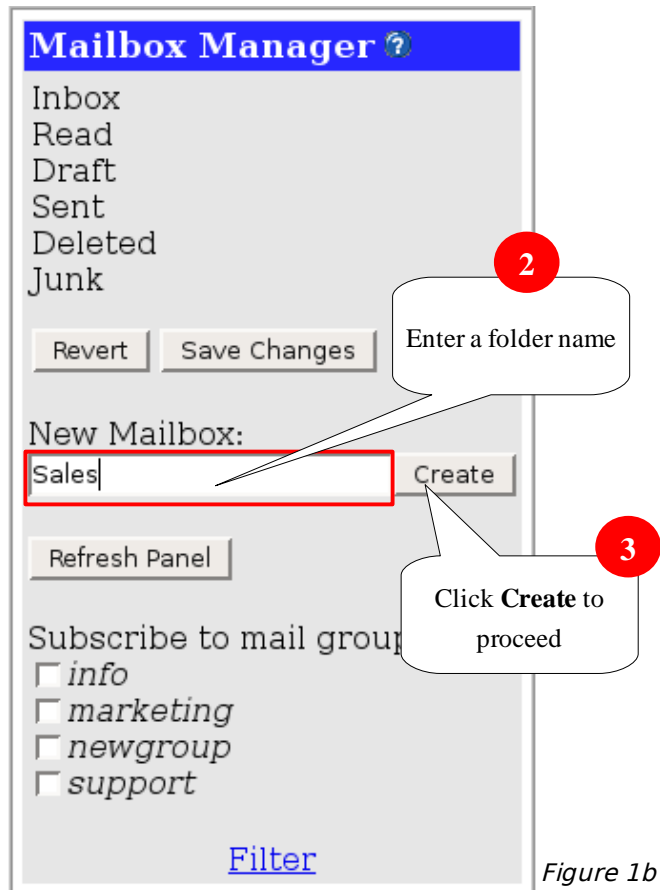 Mailbox Manager ?
Inbox
Read
Draft
Sent
Deleted
Junk
2
Enter a folder name
Revert Save Changes
New Mailbox:
Sales Create
3
Click Create to
proceed
Refresh Panel
Subscribe to mail group
info
marketing
newgroup
support
Filter
Figure 1b